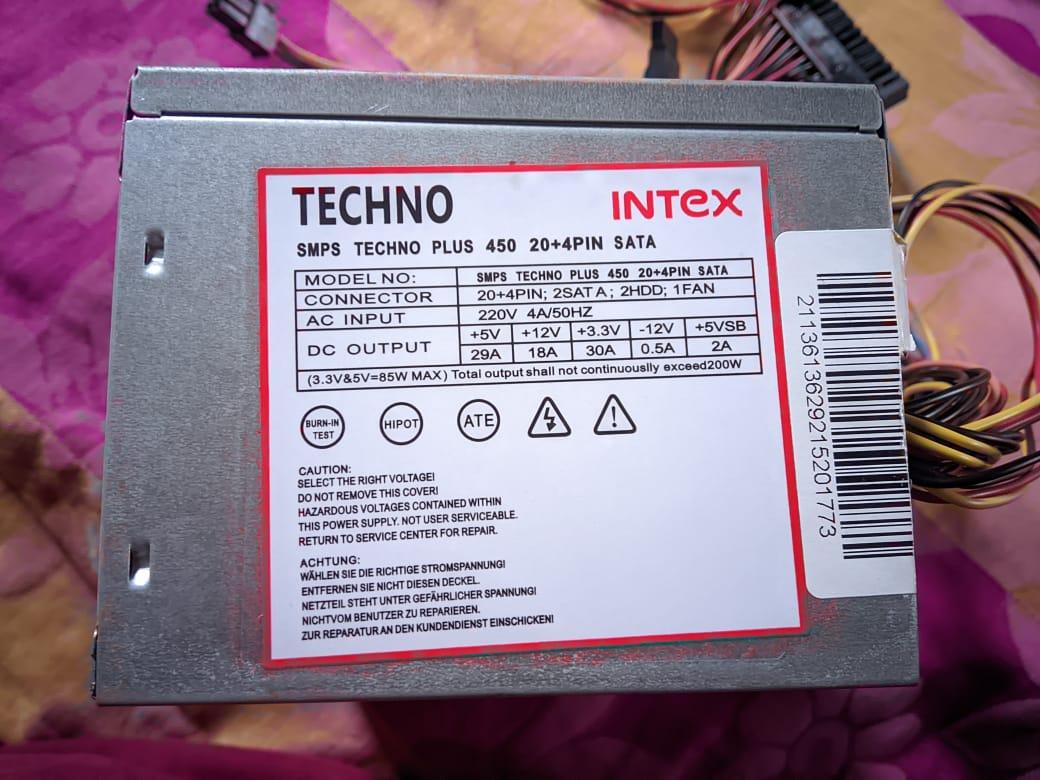 TECHNO INTEX
SMPS TECHNO PLUS 450 20+4PIN SATA
MODEL NO: SMPS TECHNO PLUS 450 20+4PIN SATA
CONNECTOR 20+4PIN; 2SATA; 2HDD; 1FAN
AC INPUT 220V 4A/50HZ
DC OUTPUT +5V +12V +3.3V -12V +5VSB
29A 18A 30A 0.5A 2A
(3.3V&5V=85W MAX) Total output shall not continuouslly exceed200W
BURN-IN TEST HIPOT ATE
CAUTION:
SELECT THE RIGHT VOLTAGE!
DO NOT REMOVE THIS COVER!
HAZARDOUS VOLTAGES CONTAINED WITHIN
THIS POWER SUPPLY. NOT USER SERVICEABLE.
RETURN TO SERVICE CENTER FOR REPAIR.
ACHTUNG:
WÄHLEN SIE DIE RICHTIGE STROMSPANNUNG!
ENTFERNEN SIE NICHT DIESEN DECKEL.
NETZTEIL STEHT UNTER GEFÄHRLICHER SPANNUNG!
NICHTVOM BENUTZER ZU REPARIEREN.
ZUR REPARATUR AN DEN KUNDENDIENST EINSCHICKEN!
2113613629215201773